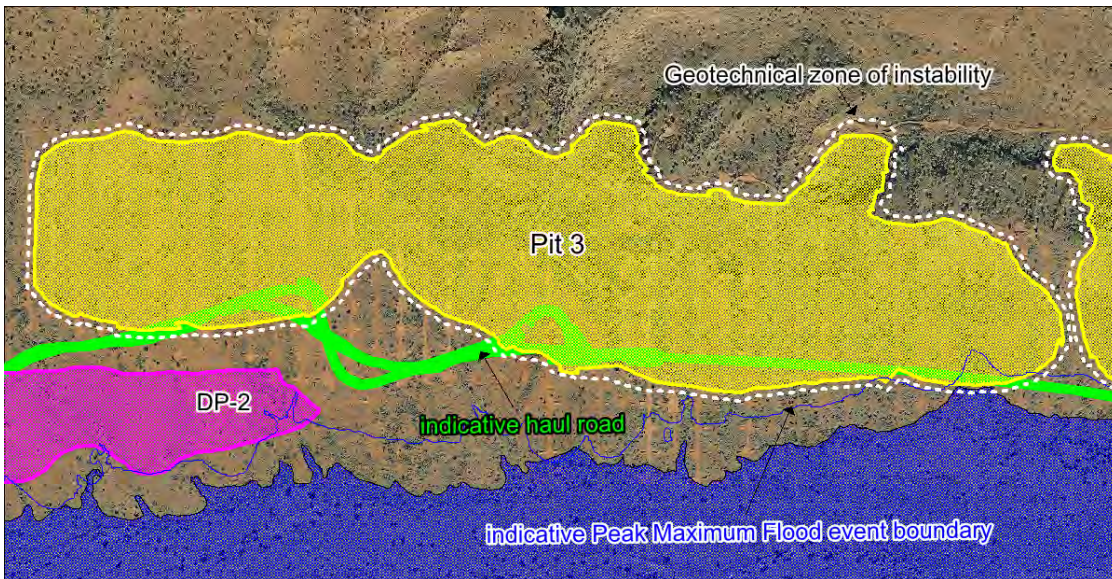 Geotechnical zone of instability
Pit 3
DP-2
indicative haul road
indicative Peak Maximum Flood event boundary